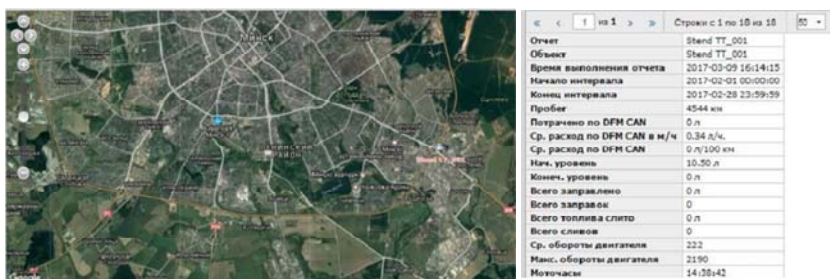 Минск
Google
« ‹ 1 из 1 › » Строки с 1 по 18 из 18 50
Отчет Stend TT_001
Объект Stend TT_001
Время выполнения отчета 2017-03-09 16:14:15
Начало интервала 2017-02-01 00:00:00
Конец интервала 2017-02-28 23:59:59
Пробег 4544 км
Потрачено по DFM CAN 0 л
Ср. расход по DFM CAN в м/ч 0.34 л/ч.
Ср. расход по DFM CAN 0 л/100 км
Нач. уровень 10.50 л
Конеч. уровень 0 л
Всего заправлено 0 л
Всего заправок 0
Всего топлива слито 0 л
Всего сливов 0
Ср. обороты двигателя 222
Макс. обороты двигателя 2190
Моточасы 14:38:42